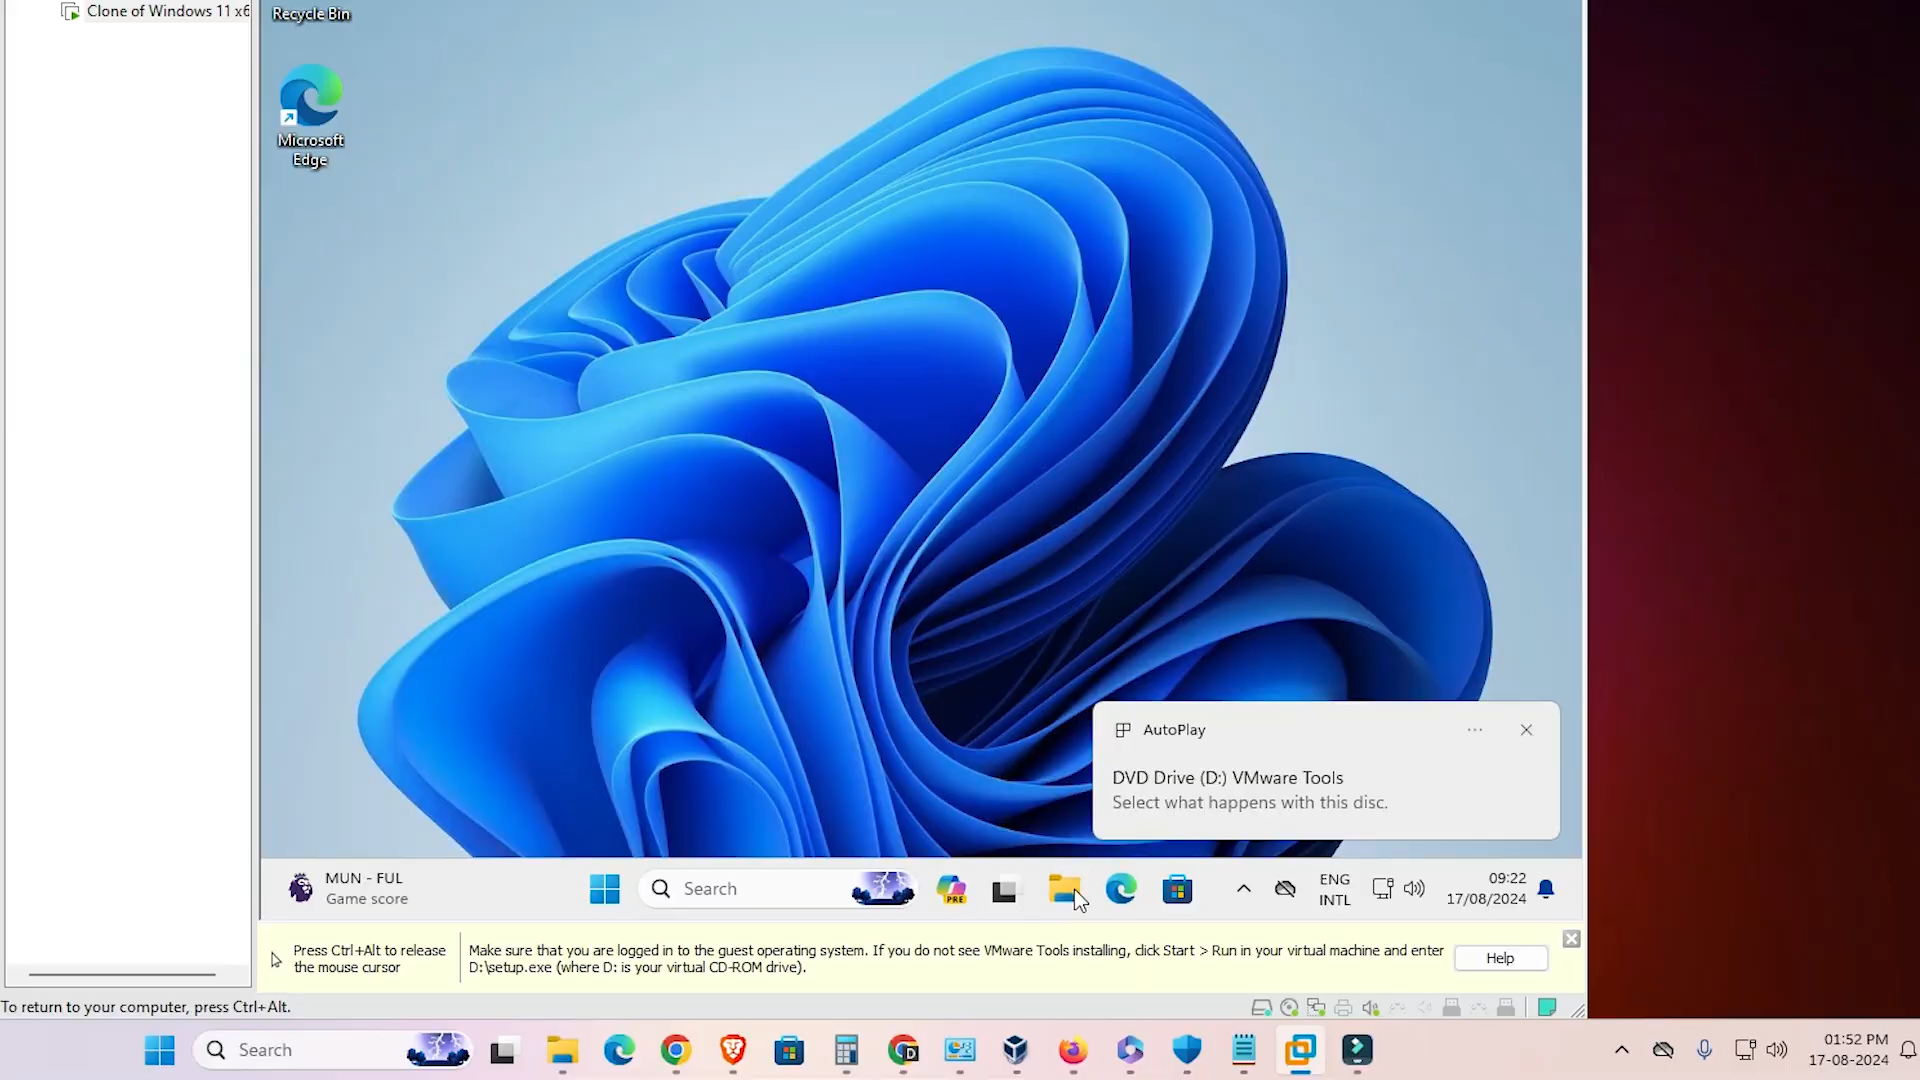 Clone of Windows 11 x6
Recycle Bin
Microsoft
Edge
AutoPlay
DVD Drive (D:) VMware Tools
Select what happens with this disc.
MUN - FUL
Game score
Search
PRE
ENG
INTL
09:22
17/08/2024
Press Ctrl+Alt to release
the mouse cursor
Make sure that you are logged in to the guest operating system. If you do not see VMware Tools installing, click Start > Run in your virtual machine and enter
D:\setup.exe (where D: is your virtual CD-ROM drive).
Help
To return to your computer, press Ctrl+Alt.
Search
D
01:52 PM
17-08-2024